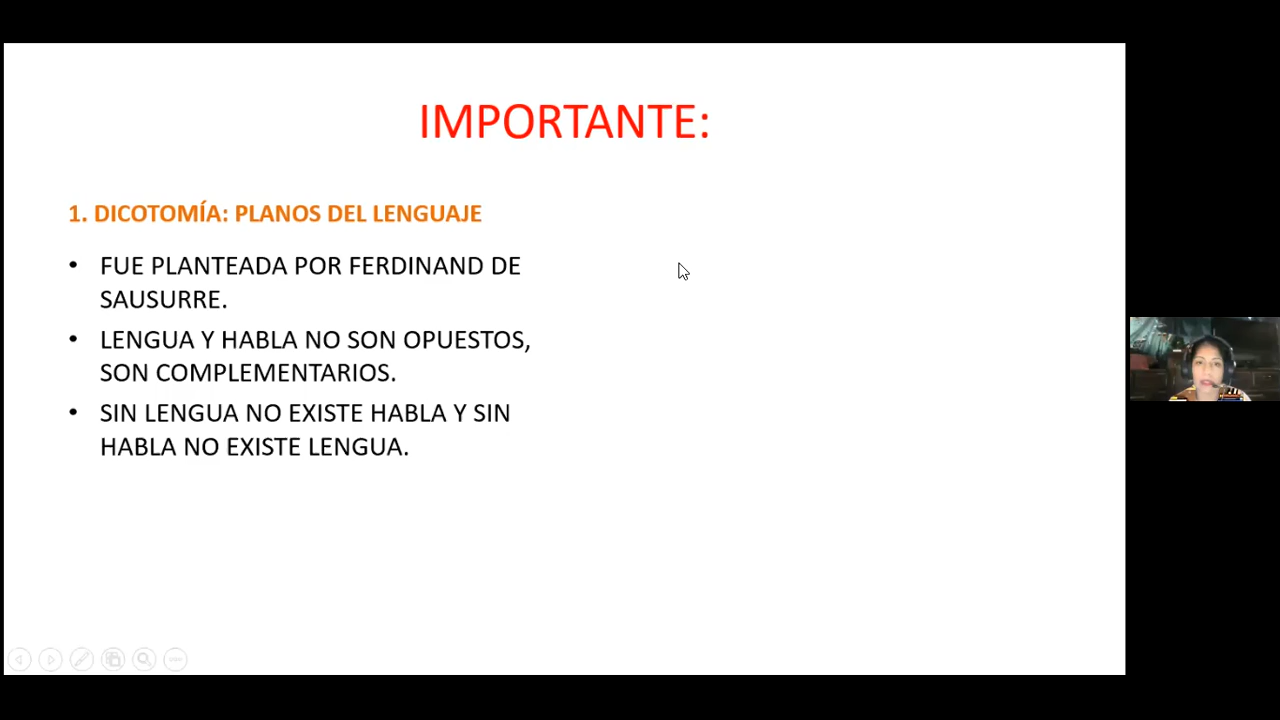 IMPORTANTE:
1. DICOTOMÍA: PLANOS DEL LENGUAJE
• FUE PLANTEADA POR FERDINAND DE
SAUSURRE.
• LENGUA Y HABLA NO SON OPUESTOS,
SON COMPLEMENTARIOS.
• SIN LENGUA NO EXISTE HABLA Y SIN
HABLA NO EXISTE LENGUA.